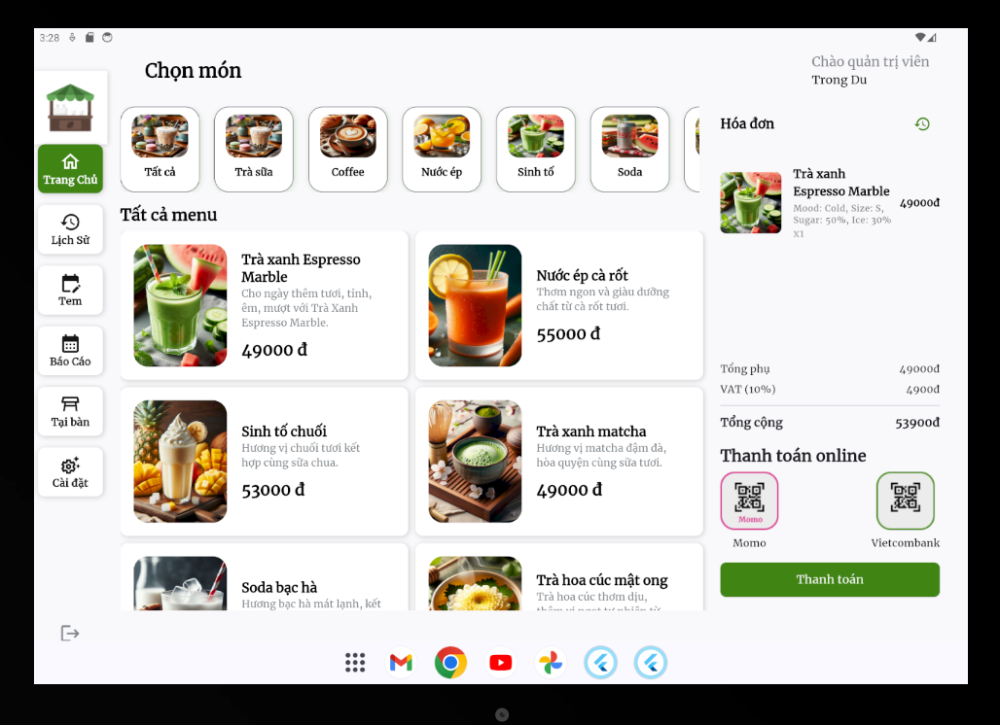 3:28
Chọn món
Chào quản trị viên
Trong Du
Trang Chủ
Lịch Sử
Tem
Báo Cáo
Tại bàn
Cài đặt
Tất cả
Trà sữa
Coffee
Nước ép
Sinh tố
Soda
Tất cả menu
Trà xanh Espresso
Marble
Cho ngày thêm tươi, tỉnh,
êm, mượt với Trà Xanh
Espresso Marble.
49000 đ
Nước ép cà rốt
Thơm ngon và giàu dưỡng
chất từ cà rốt tươi.
55000 đ
Sinh tố chuối
Hương vị chuối tươi kết
hợp cùng sữa chua.
53000 đ
Trà xanh matcha
Hương vị matcha đậm đà,
hòa quyện cùng sữa tươi.
49000 đ
Soda bạc hà
Hương bạc hà mát lạnh, kết
Trà hoa cúc mật ong
Trà hoa cúc thơm dịu,
thêm vị ngọt tự nhiên từ
Hóa đơn
Trà xanh
Espresso Marble
Mood: Cold, Size: S,
Sugar: 50%, Ice: 30%
X1
49000đ
Tổng phụ 49000đ
VAT (10%) 4900đ
Tổng cộng 53900đ
Thanh toán online
Momo
Momo
Vietcombank
Thanh toán